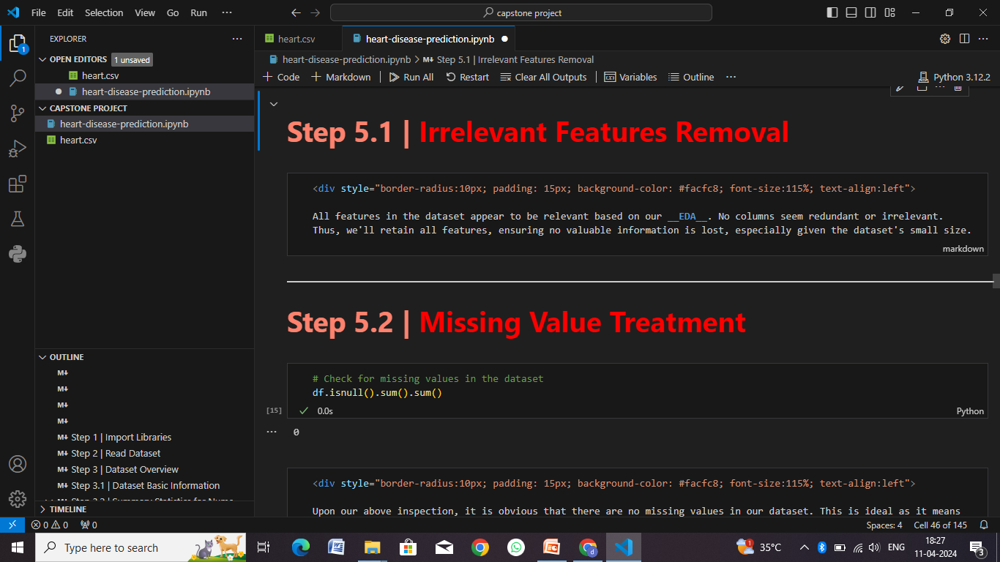 File Edit Selection View Go Run ···
capstone project
EXPLORER
OPEN EDITORS 1 unsaved
heart.csv
heart-disease-prediction.ipynb
CAPSTONE PROJECT
heart-disease-prediction.ipynb
heart.csv
OUTLINE
M↓
M↓
M↓
M↓
M↓ Step 1 | Import Libraries
M↓ Step 2 | Read Dataset
M↓ Step 3 | Dataset Overview
M↓ Step 3.1 | Dataset Basic Information
TIMELINE
1
heart.csv
heart-disease-prediction.ipynb
heart-disease-prediction.ipynb > M↓ Step 5.1 | Irrelevant Features Removal
+ Code + Markdown | Run All Restart Clear All Outputs | Variables Outline ···
Python 3.12.2
Step 5.1 | Irrelevant Features Removal
<div style="border-radius:10px; padding: 15px; background-color: #facfc8; font-size:115%; text-align:left">
All features in the dataset appear to be relevant based on our __EDA__. No columns seem redundant or irrelevant.
Thus, we'll retain all features, ensuring no valuable information is lost, especially given the dataset's small size.
markdown
Step 5.2 | Missing Value Treatment
# Check for missing values in the dataset
df.isnull().sum().sum()
[15] 0.0s Python
··· 0
<div style="border-radius:10px; padding: 15px; background-color: #facfc8; font-size:115%; text-align:left">
Upon our above inspection, it is obvious that there are no missing values in our dataset. This is ideal as it means
0 0 0
Spaces: 4 Cell 46 of 145
Type here to search
35°C ENG 18:27
11-04-2024
3